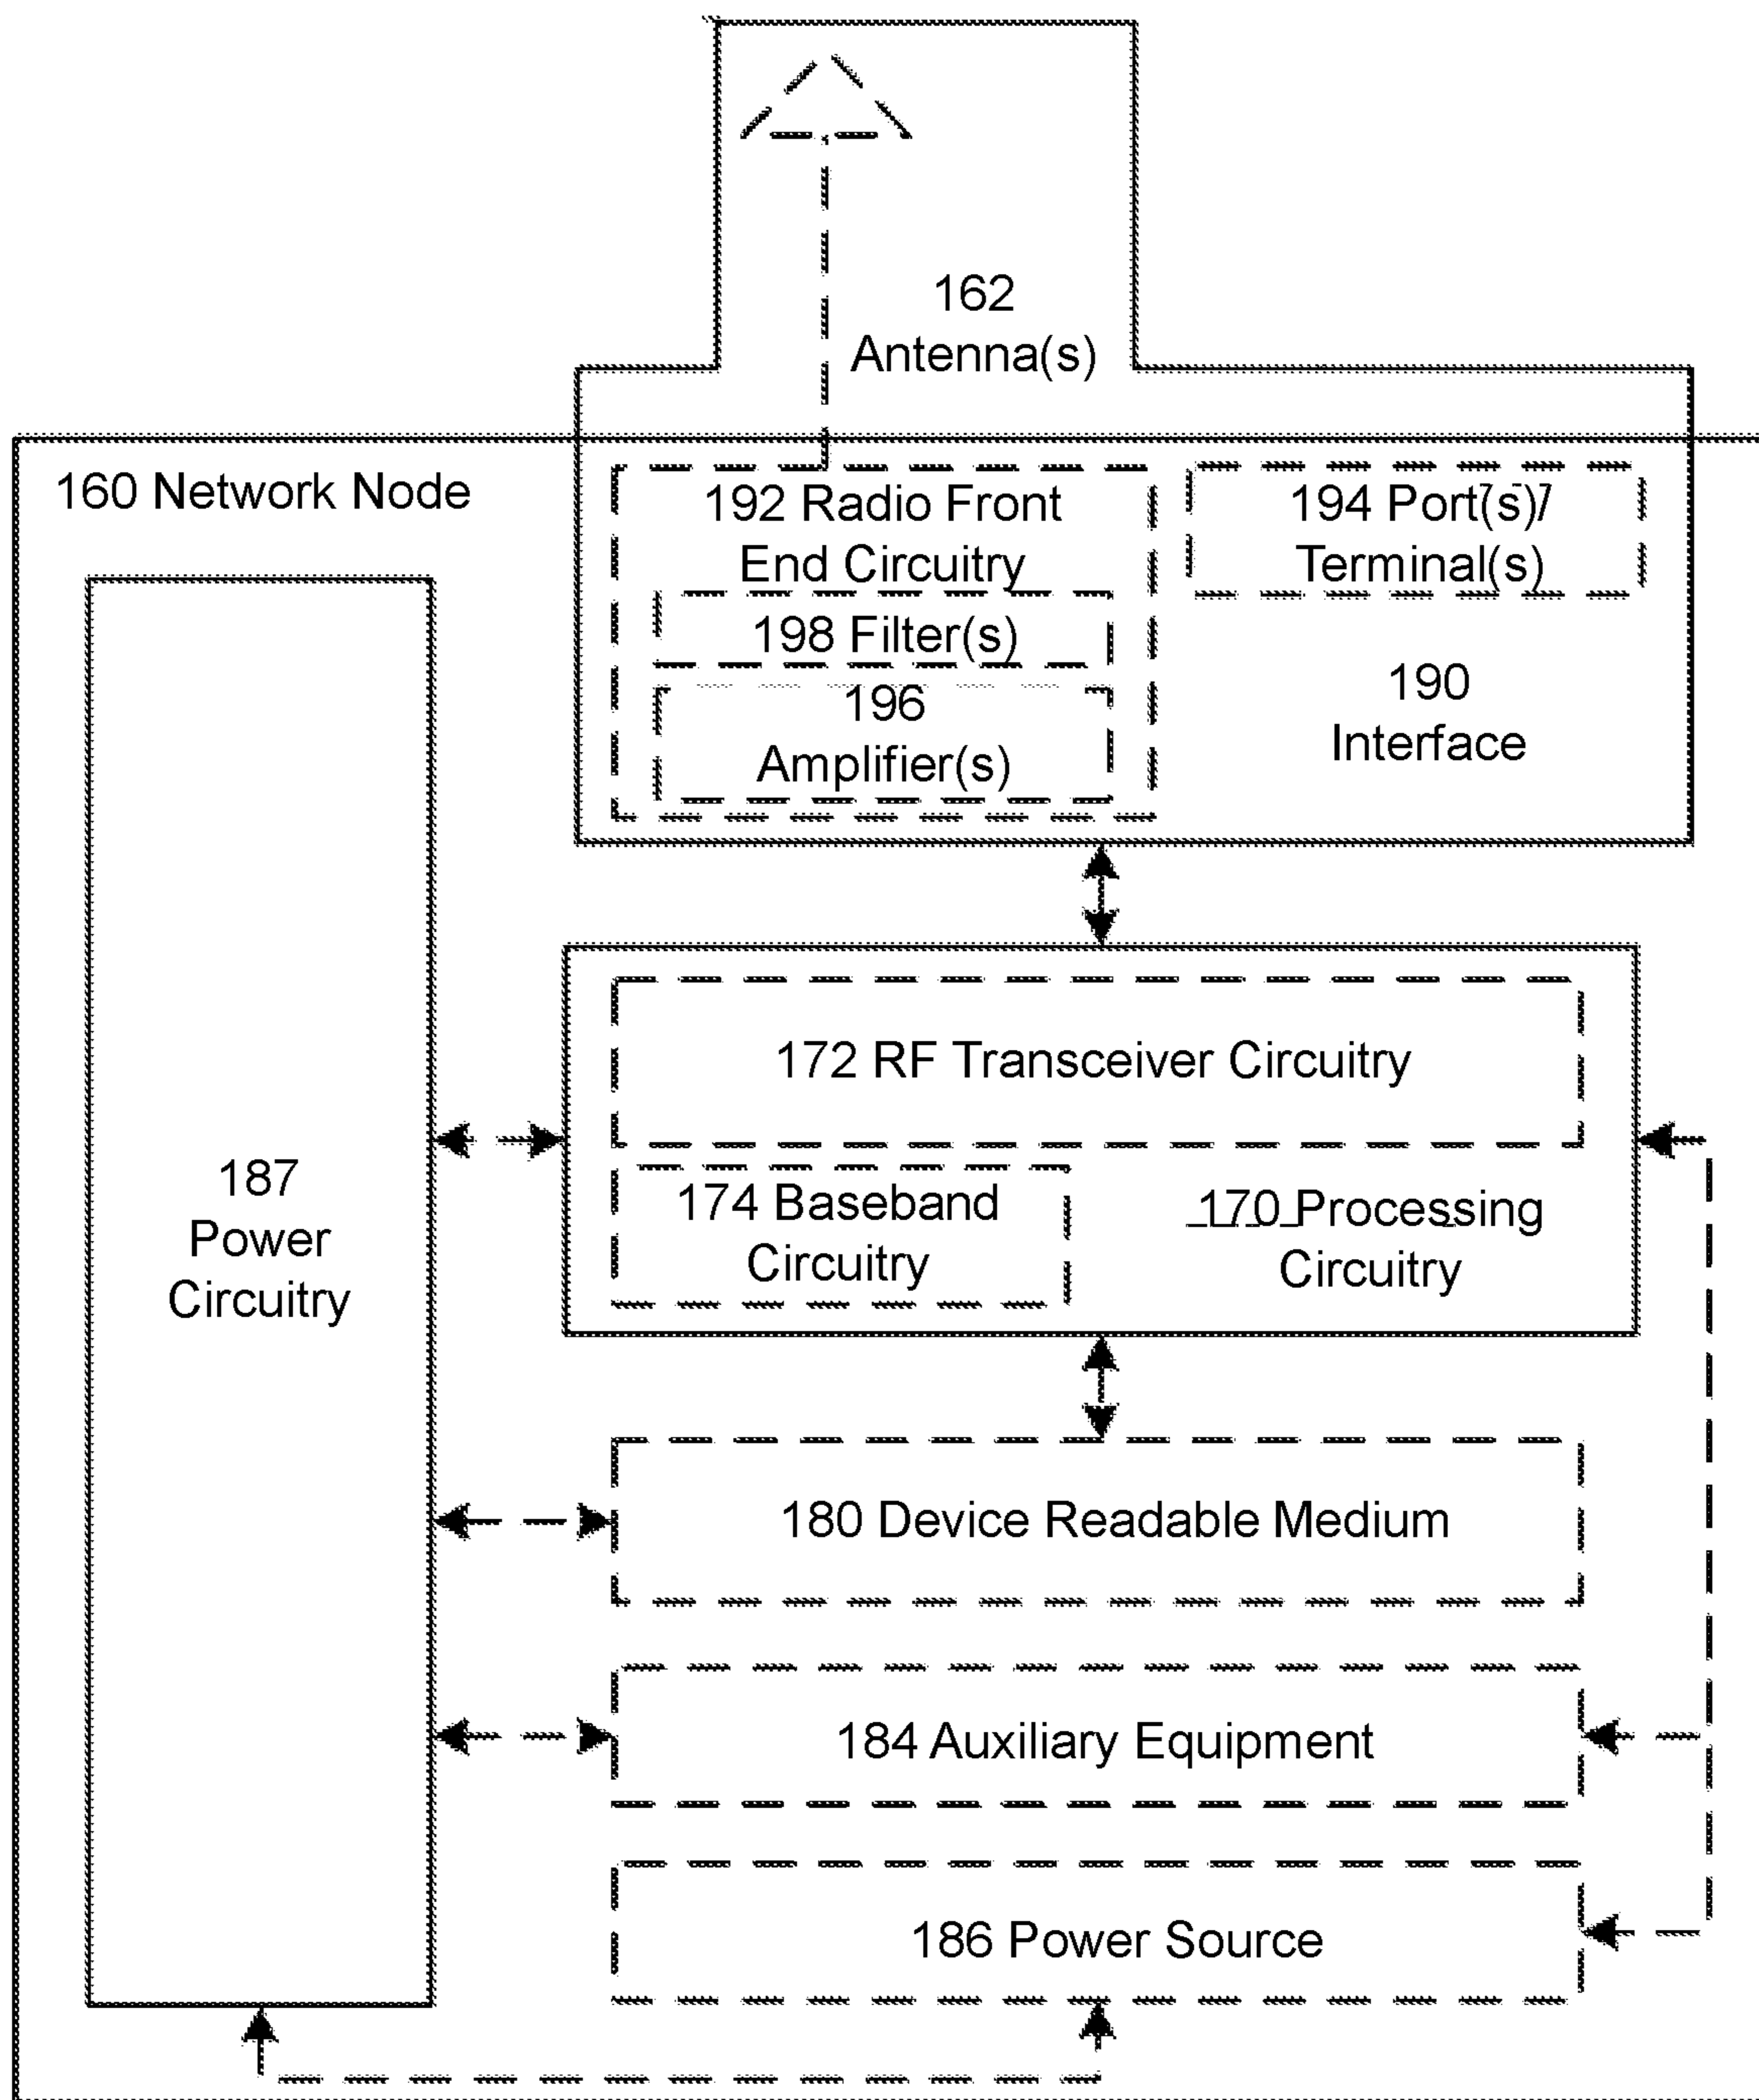 162
Antenna(s)
160 Network Node
192 Radio Front
End Circuitry
194 Port(s)/
Terminal(s)
198 Filter(s)
196
Amplifier(s)
190
Interface
172 RF Transceiver Circuitry
187
Power
Circuitry
174 Baseband
Circuitry
170 Processing
Circuitry
180 Device Readable Medium
184 Auxiliary Equipment
186 Power Source